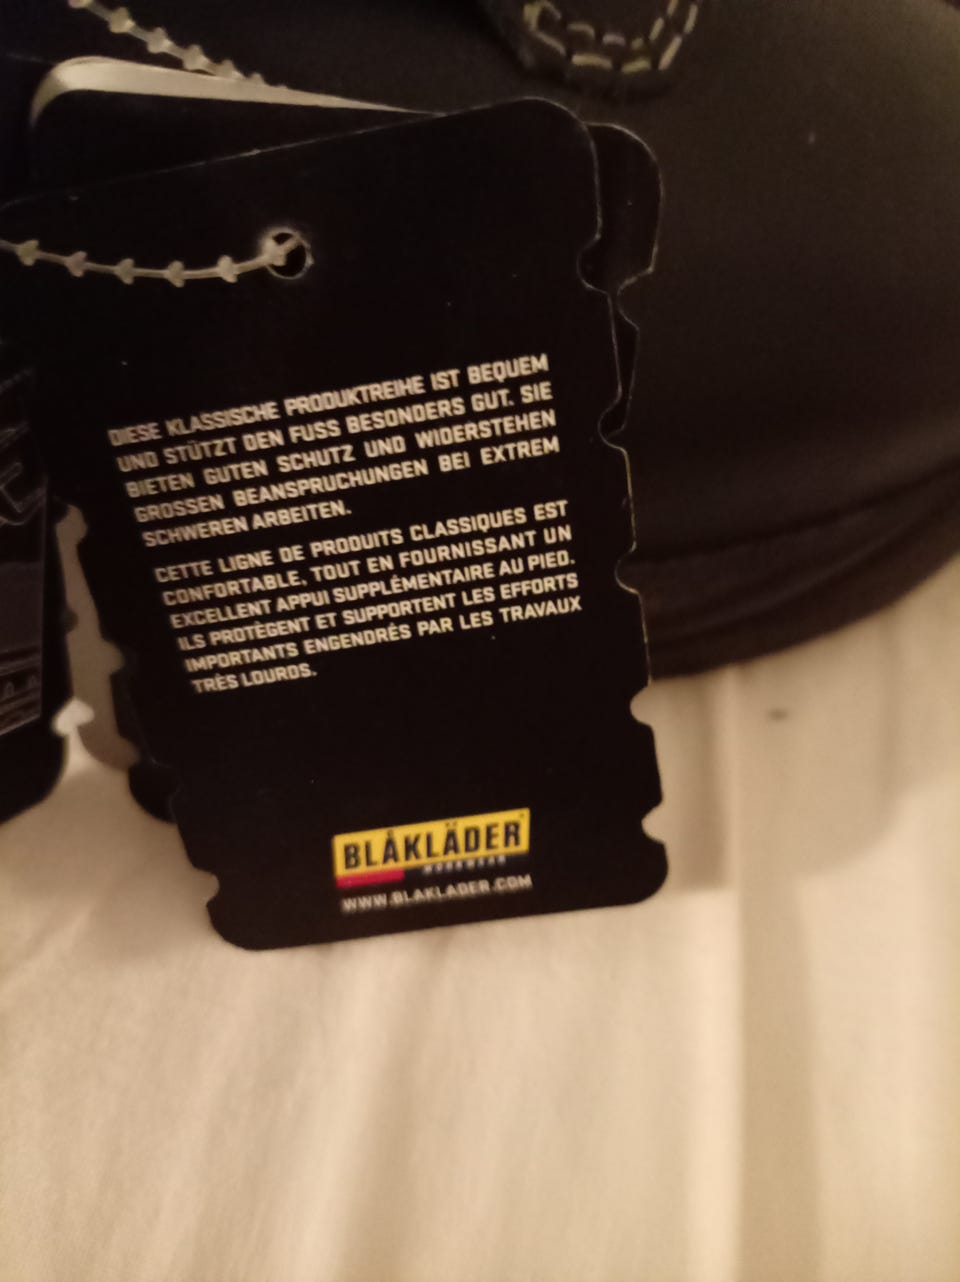 DIESE KLASSISCHE PRODUKTREIHE IST BEQUEM
UND STÜTZT DEN FUSS BESONDERS GUT. SIE
BIETEN GUTEN SCHUTZ UND WIDERSTEHEN
GROSSEN BEANSPRUCHUNGEN BEI EXTREM
SCHWEREN ARBEITEN.
CETTE LIGNE DE PRODUITS CLASSIQUES EST
CONFORTABLE, TOUT EN FOURNISSANT UN
EXCELLENT APPUI SUPPLÉMENTAIRE AU PIED.
ILS PROTÈGENT ET SUPPORTENT LES EFFORTS
IMPORTANTS ENGENDRÉS PAR LES TRAVAUX
TRÈS LOURDS.
BLÅKLÄDER
WORKWEAR
WWW.BLAKLADER.COM